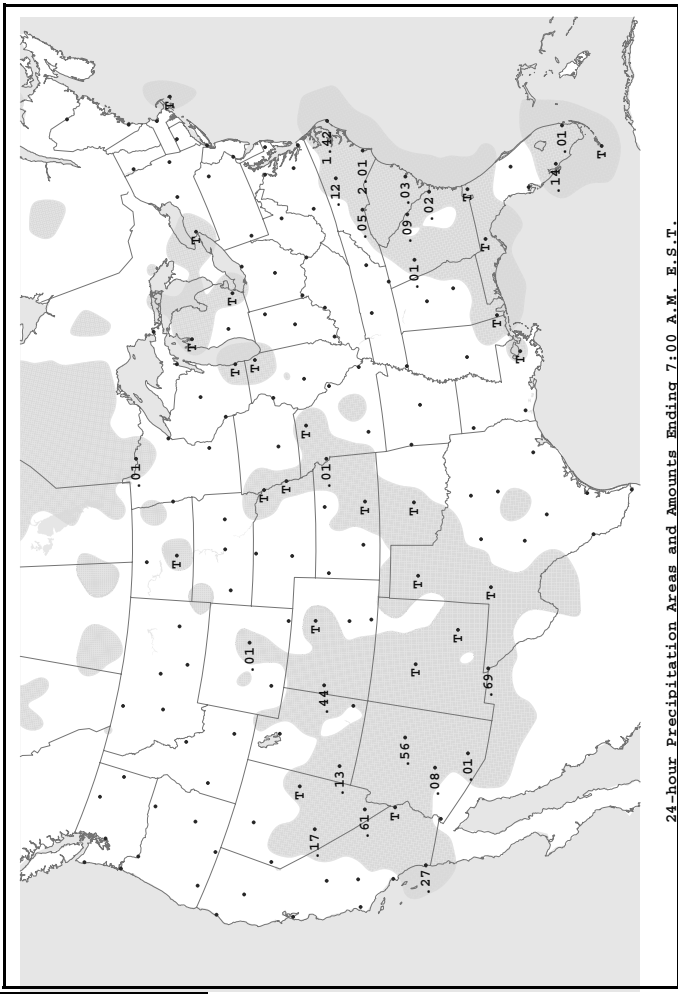 .01
T
T
T
T
T
T
T
.01
T
T
T
T
.17
T
.44
.01
1.42
.12
.13
.05
2.01
.61
T
T
.56
.09
.03
T
.01
T
T
.27
.02
.08
T
.01
T
T
.69
T
T
T
.14
.01
T
24-hour Precipitation Areas and Amounts Ending 7:00 A.M. E.S.T.